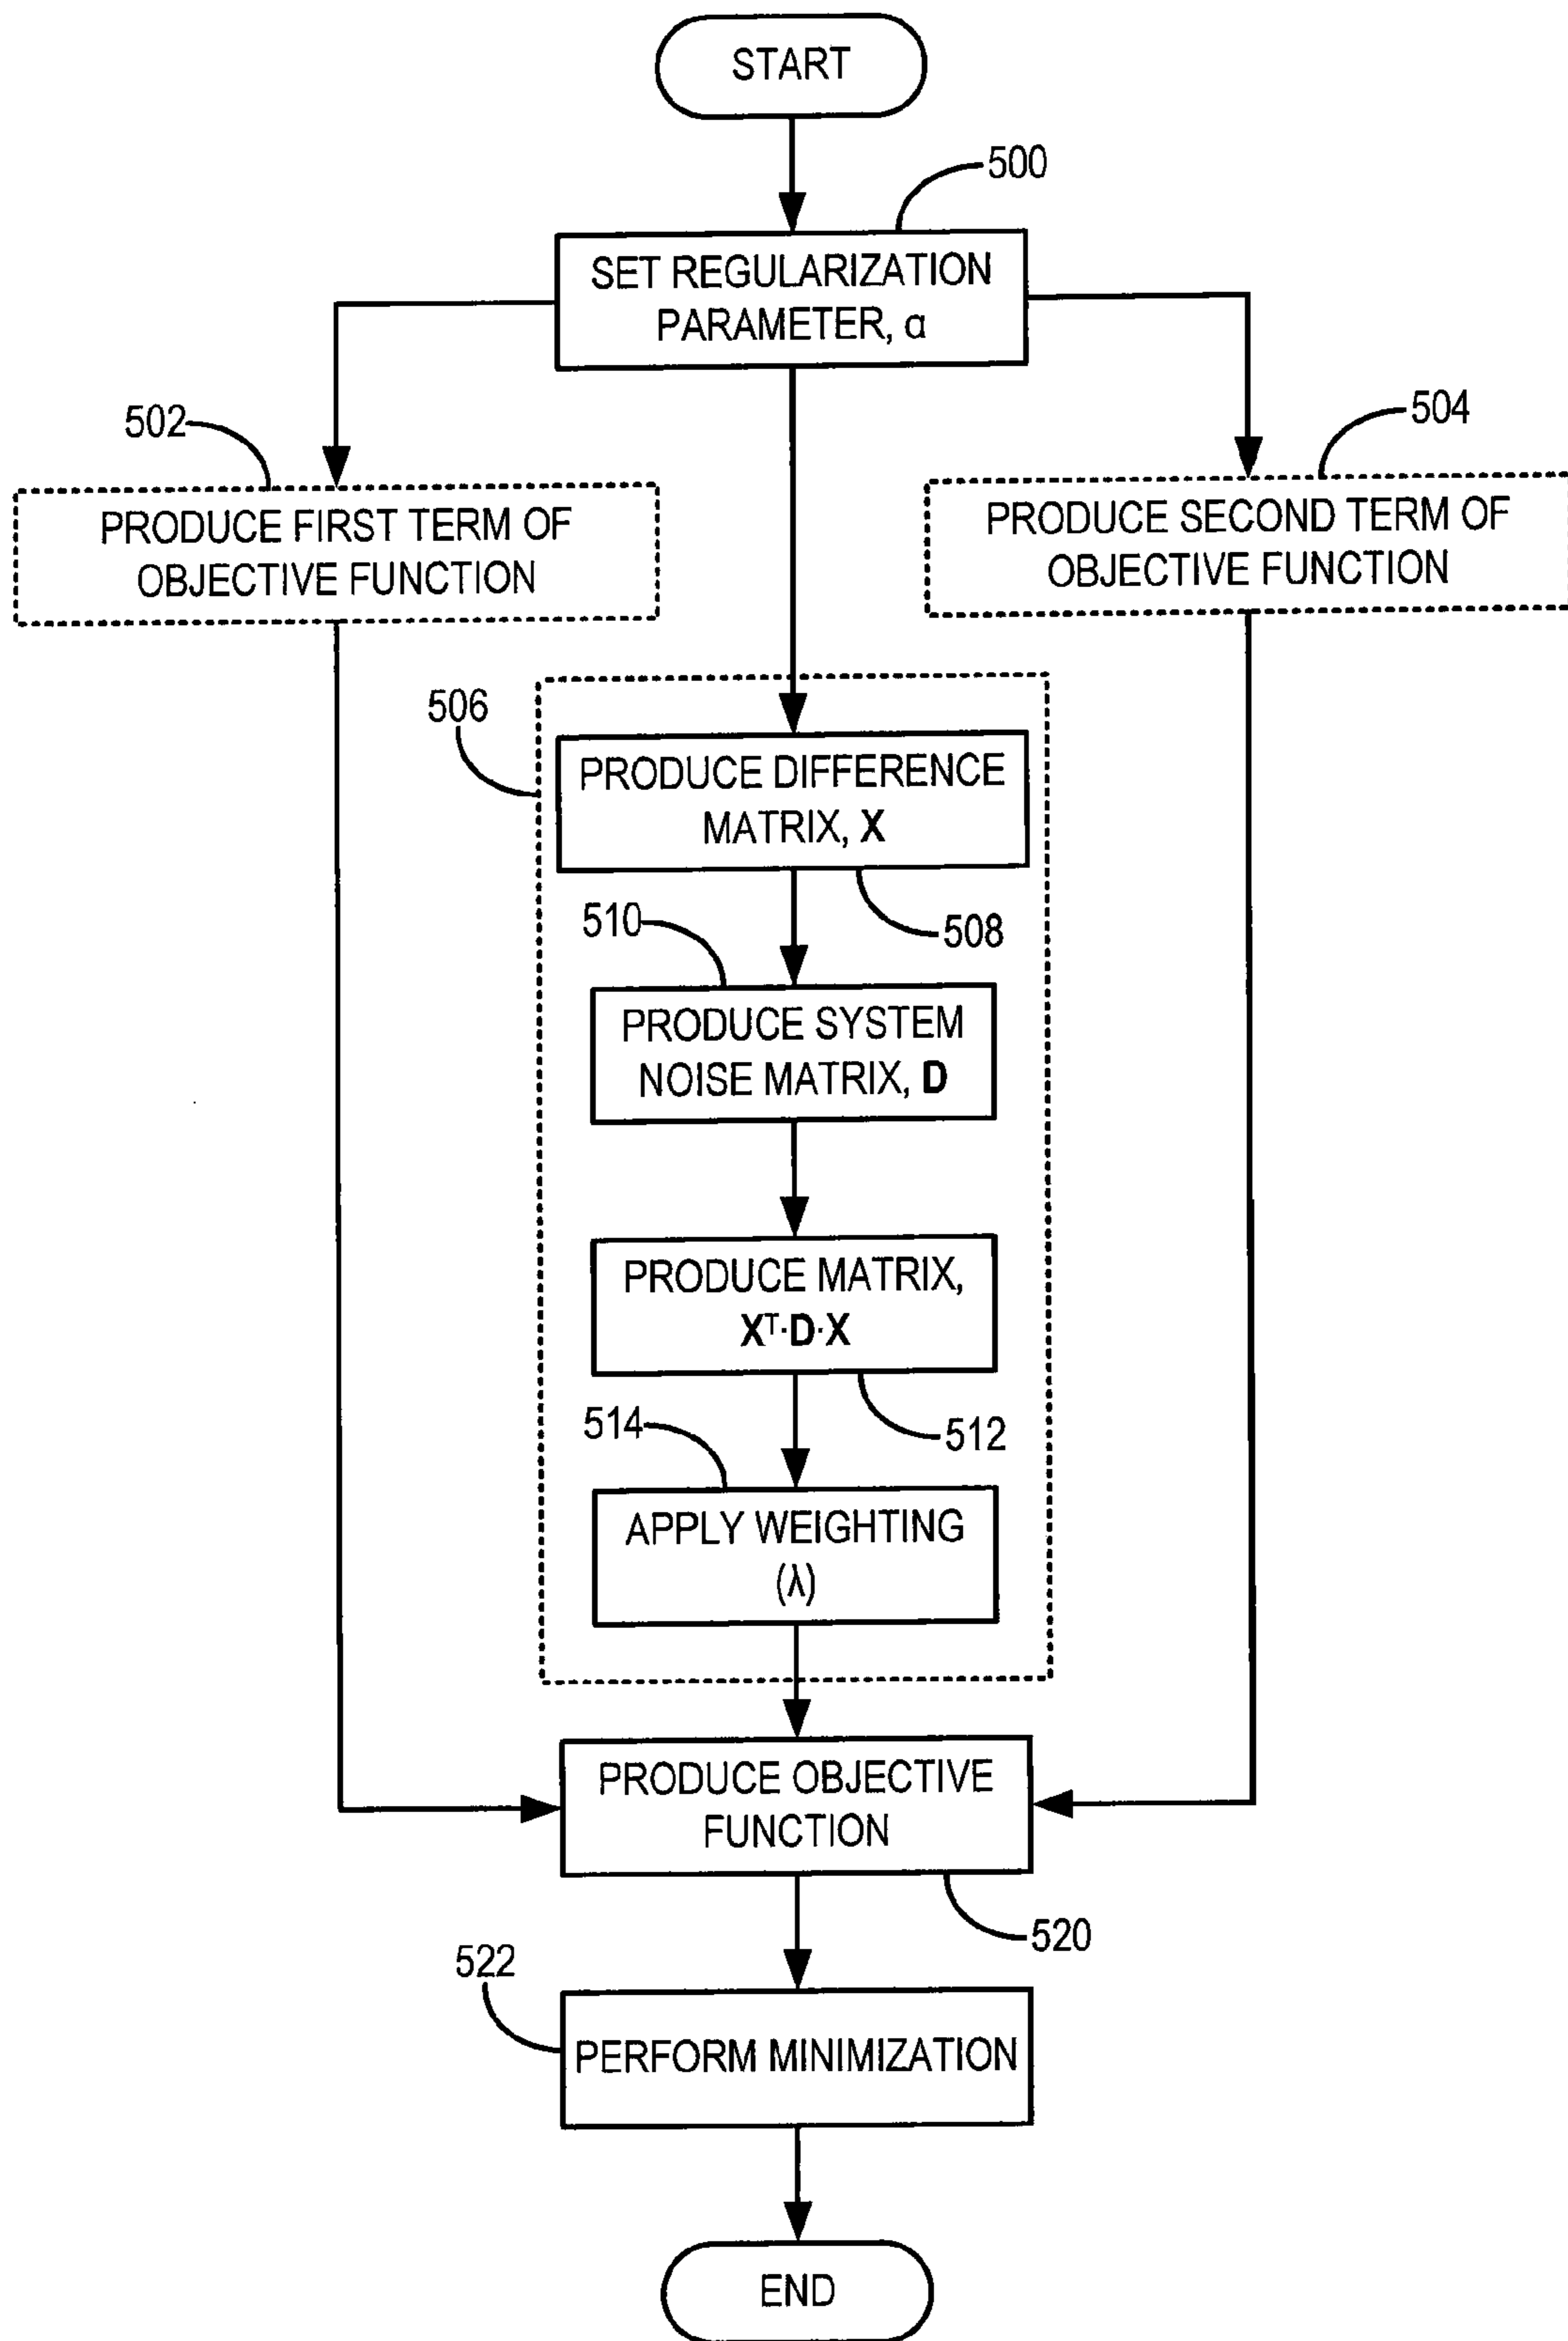 START
500
SET REGULARIZATION
PARAMETER, α
502
504
PRODUCE FIRST TERM OF
OBJECTIVE FUNCTION
PRODUCE SECOND TERM OF
OBJECTIVE FUNCTION
506
PRODUCE DIFFERENCE
MATRIX, X
508
510
PRODUCE SYSTEM
NOISE MATRIX, D
PRODUCE MATRIX,
Xᵀ·D·X
512
514
APPLY WEIGHTING
(λ)
PRODUCE OBJECTIVE
FUNCTION
520
522
PERFORM MINIMIZATION
END